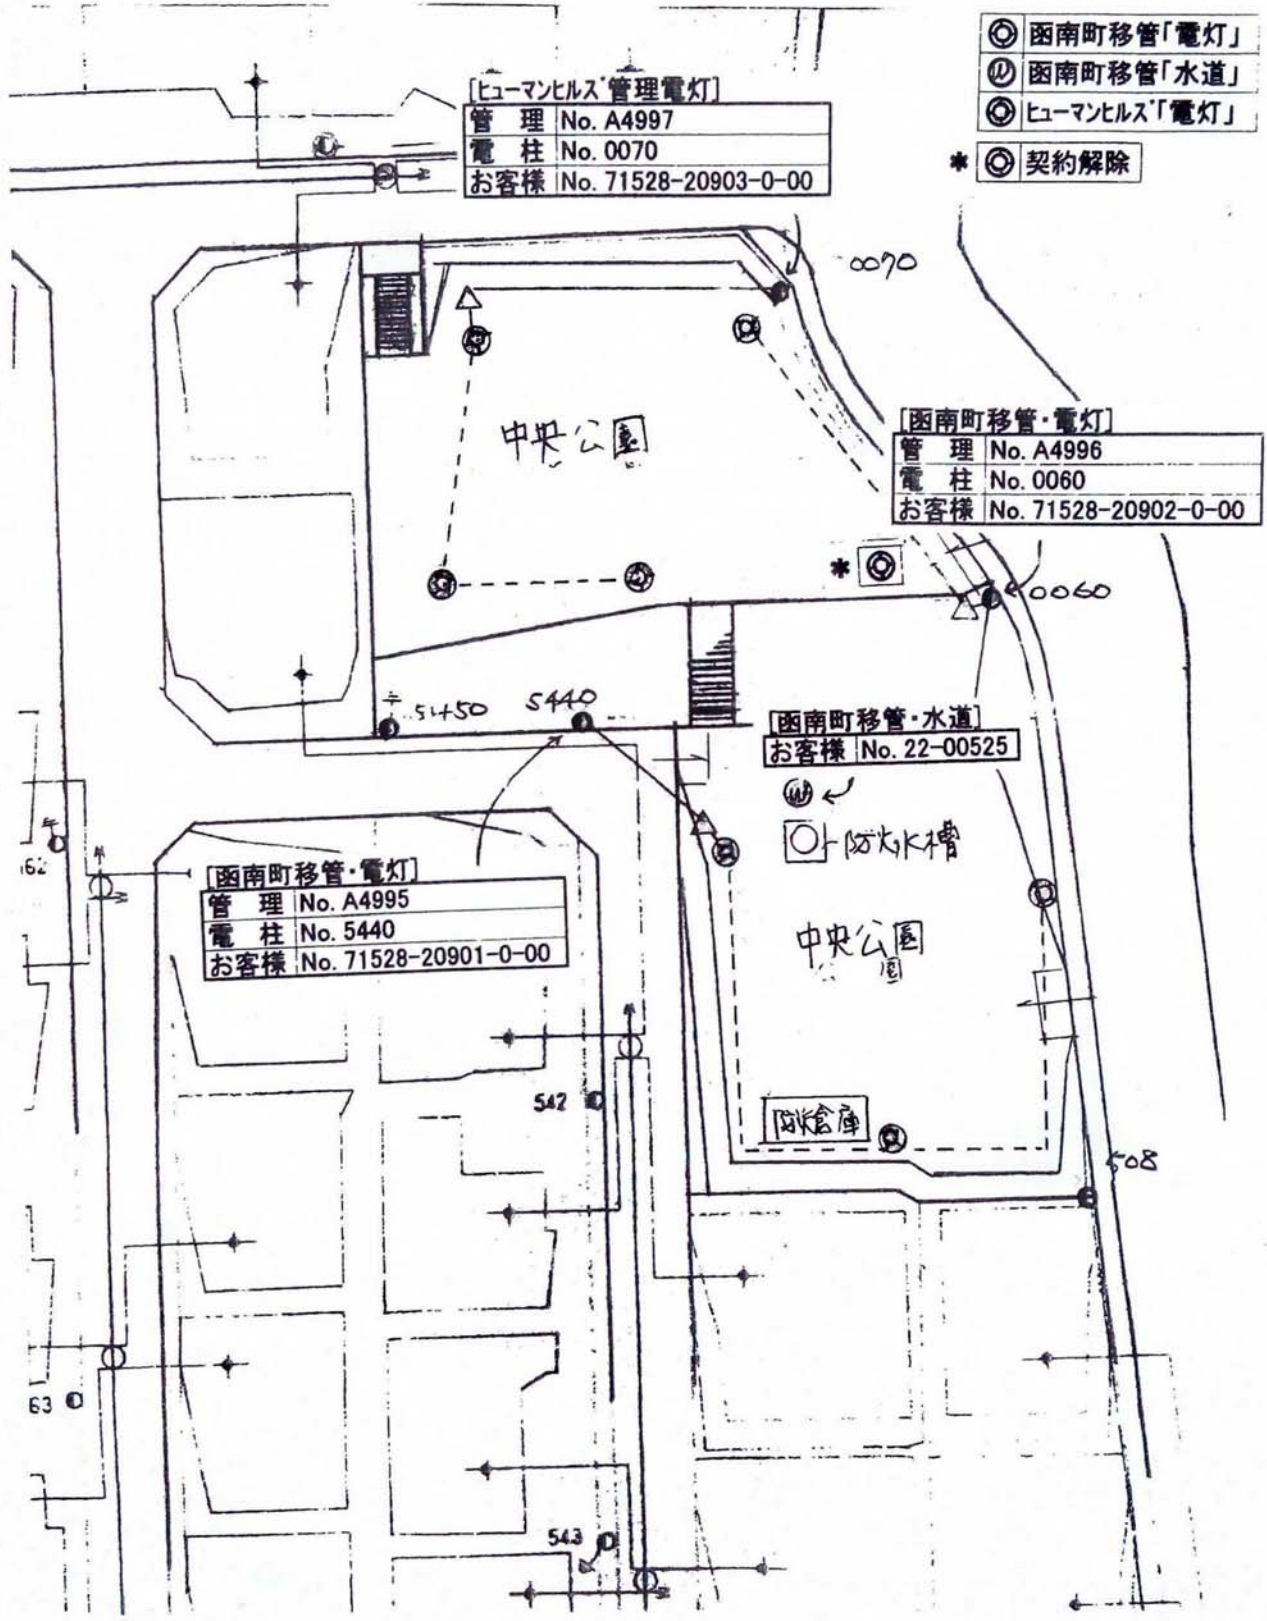 函南町移管「電灯」
函南町移管「水道」
ヒューマンヒルズ「電灯」
* 契約解除
[ヒューマンヒルズ管理電灯]
管 理 No. A4997
電 柱 No. 0070
お客様 No. 71528-20903-0-00
0070
中央公園
[函南町移管・電灯]
管 理 No. A4996
電 柱 No. 0060
お客様 No. 71528-20902-0-00
*
0060
5450
5440
[函南町移管・水道]
お客様 No. 22-00525
防火水槽
162
[函南町移管・電灯]
管 理 No. A4995
電 柱 No. 5440
お客様 No. 71528-20901-0-00
中央公園
園
542
防災倉庫
508
63
543